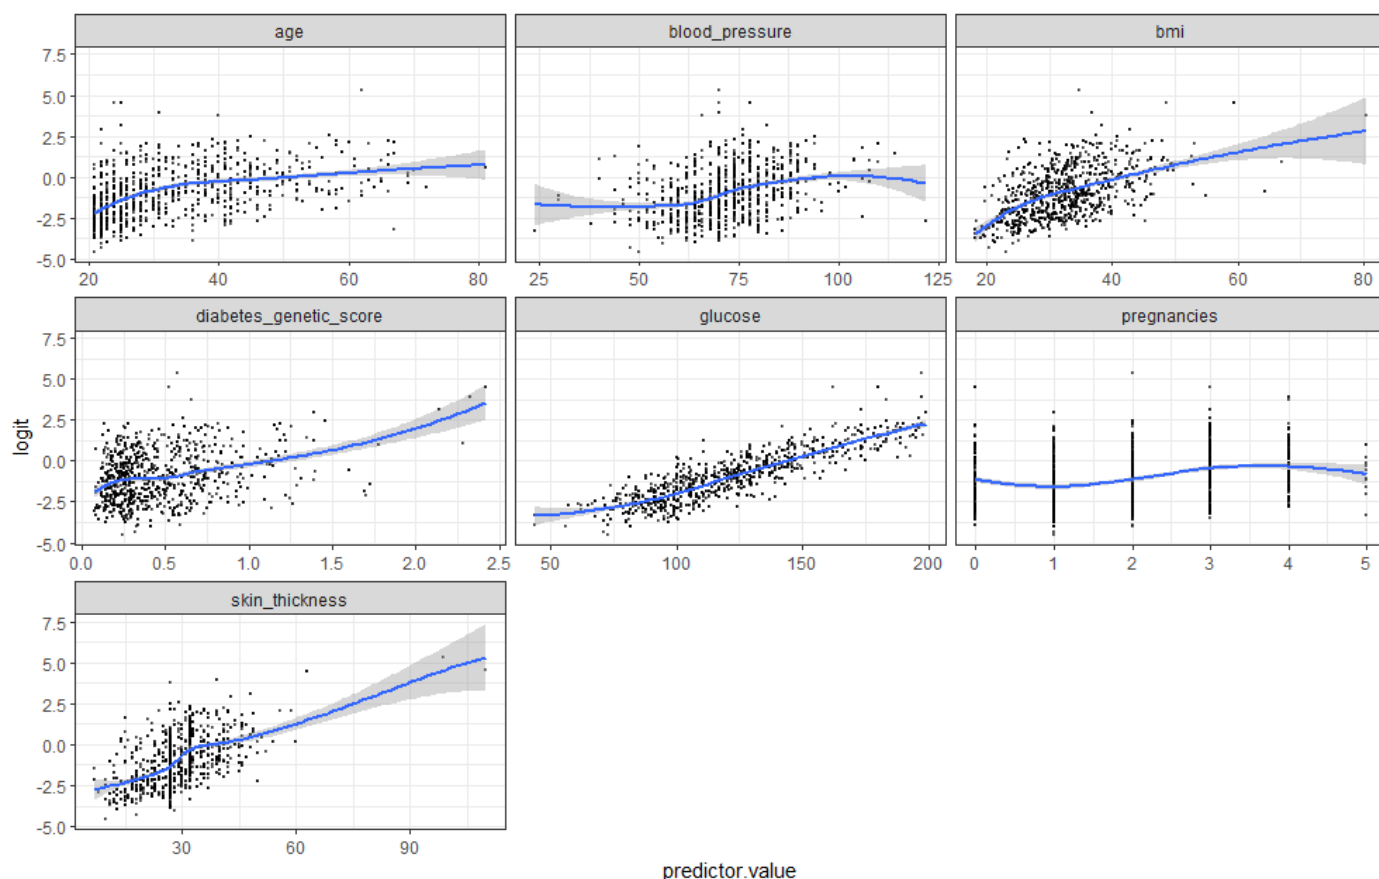 age blood_pressure bmi
7.5
5.0
2.5
0.0
-2.5
-5.0
20 40 60 80 25 50 75 100 125 20 40 60 80
diabetes_genetic_score glucose pregnancies
7.5
5.0
2.5
0.0
-2.5
-5.0
0.0 0.5 1.0 1.5 2.0 2.5 50 100 150 200 0 1 2 3 4 5
logit
skin_thickness
7.5
5.0
2.5
0.0
-2.5
-5.0
30 60 90
predictor.value